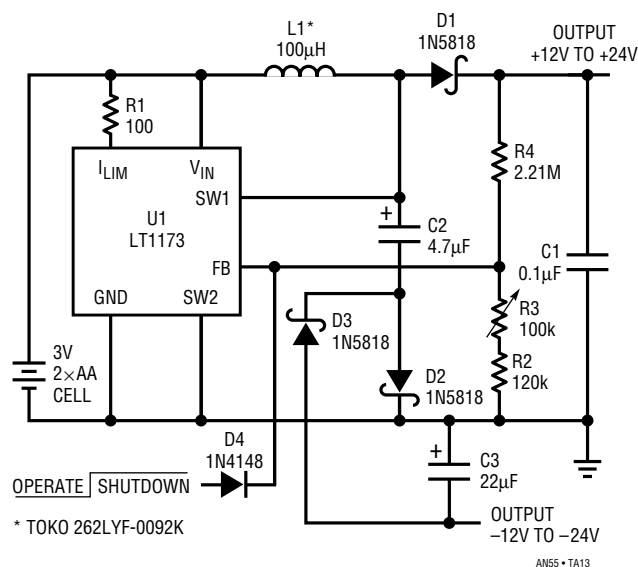 L1*
100µH
D1
1N5818
OUTPUT
+12V TO +24V
R1
100
R4
2.21M
ILIM
VIN
SW1
U1
LT1173
+
C2
4.7µF
C1
0.1µF
FB
GND
SW2
D3
1N5818
R3
100k
3V
2×AA
CELL
D2
1N5818
R2
120k
D4
1N4148
+
C3
22µF
OPERATE SHUTDOWN
* TOKO 262LYF-0092K
OUTPUT
–12V TO –24V
AN55 • TA13